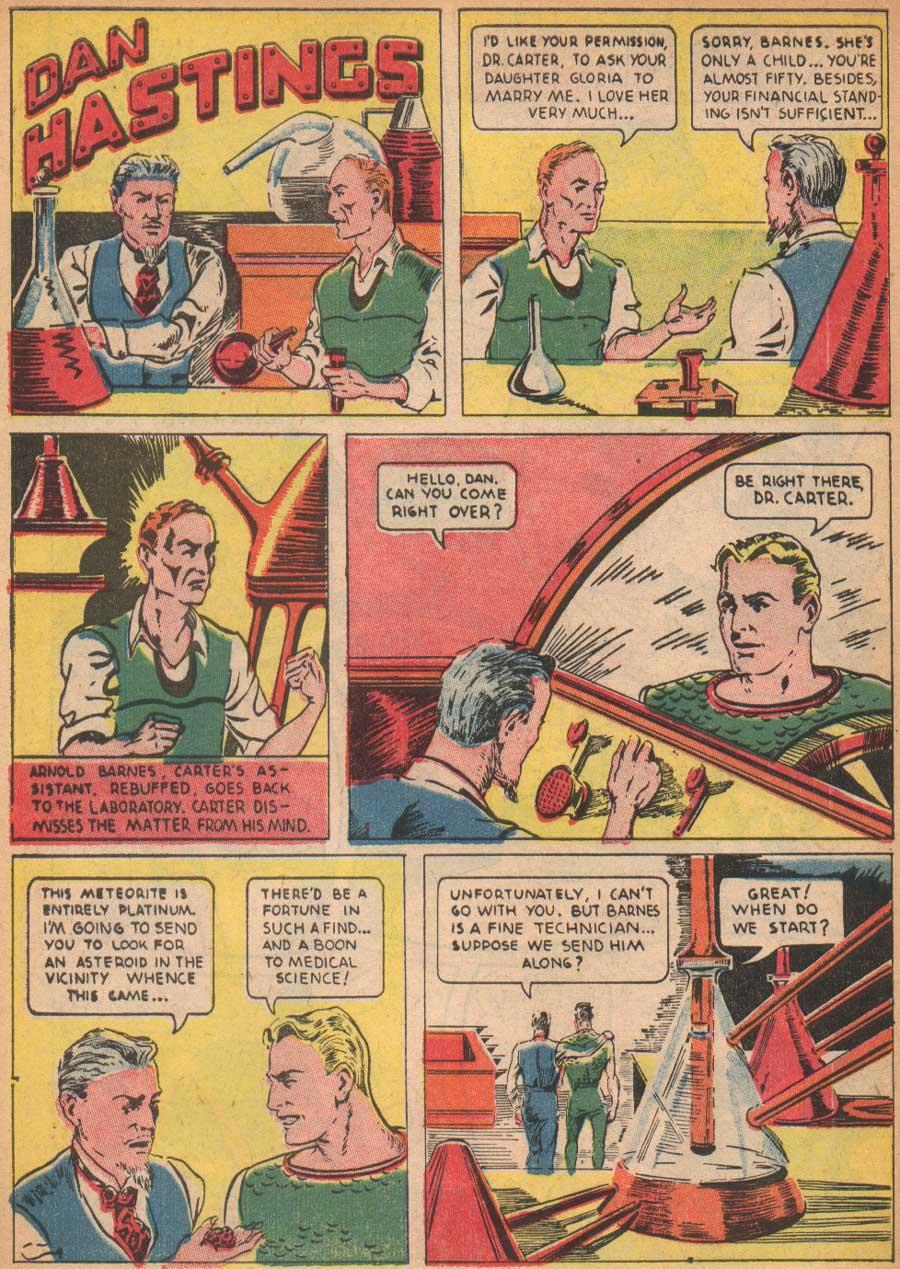 DAN
HASTINGS
I'D LIKE YOUR PERMISSION,
DR. CARTER, TO ASK YOUR
DAUGHTER GLORIA TO
MARRY ME. I LOVE HER
VERY MUCH...
SORRY, BARNES. SHE'S
ONLY A CHILD... YOU'RE
ALMOST FIFTY. BESIDES,
YOUR FINANCIAL STAND-
ING ISN'T SUFFICIENT...
ARNOLD BARNES, CARTER'S AS-
SISTANT, REBUFFED, GOES BACK
TO THE LABORATORY. CARTER DIS-
MISSES THE MATTER FROM HIS MIND.
HELLO, DAN.
CAN YOU COME
RIGHT OVER?
BE RIGHT THERE,
DR. CARTER.
THIS METEORITE IS
ENTIRELY PLATINUM.
I'M GOING TO SEND
YOU TO LOOK FOR
AN ASTEROID IN THE
VICINITY WHENCE
THIS CAME...
THERE'D BE A
FORTUNE IN
SUCH A FIND...
AND A BOON
TO MEDICAL
SCIENCE!
UNFORTUNATELY, I CAN'T
GO WITH YOU. BUT BARNES
IS A FINE TECHNICIAN...
SUPPOSE WE SEND HIM
ALONG?
GREAT!
WHEN DO
WE START?